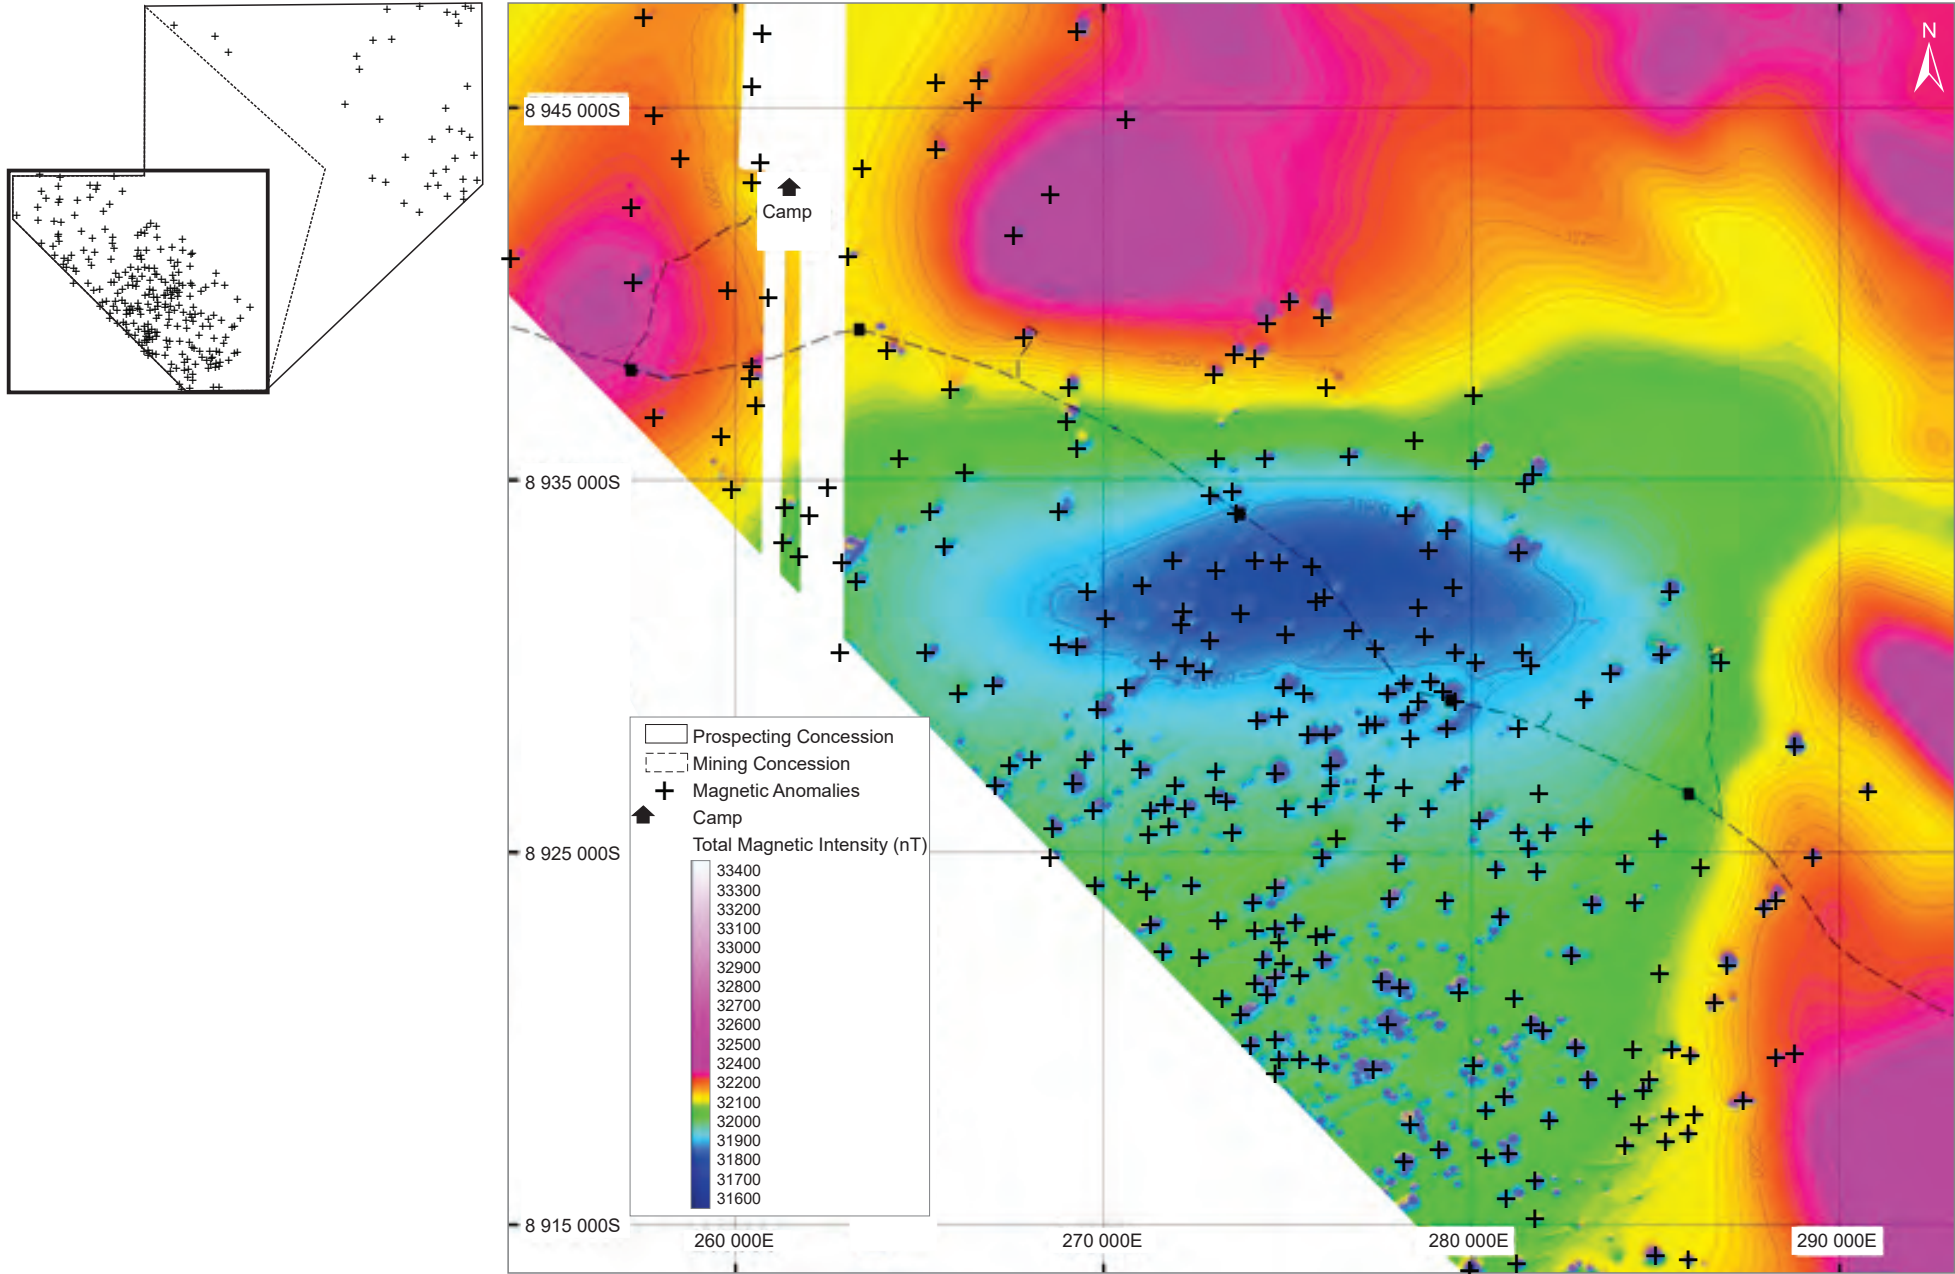 N
8 945 000S
Camp
8 935 000S
Prospecting Concession
Mining Concession
Magnetic Anomalies
Camp
Total Magnetic Intensity (nT)
33400
33300
33200
33100
33000
32900
32800
32700
32600
32500
32400
32200
32100
32000
31900
31800
31700
31600
8 925 000S
8 915 000S
260 000E
270 000E
280 000E
290 000E